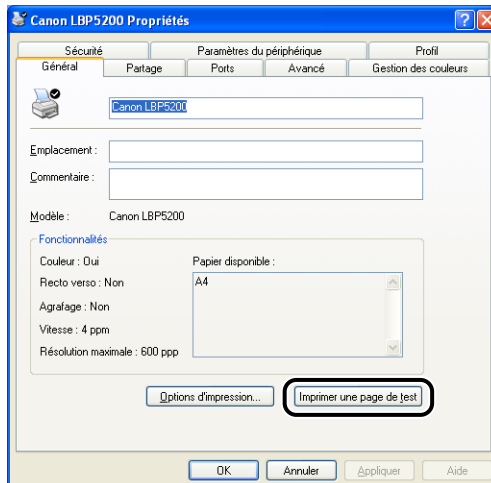 Canon LBP5200 Propriétés
Sécurité Paramètres du périphérique Profil
Général Partage Ports Avancé Gestion des couleurs
Canon LBP5200
Emplacement :
Commentaire :
Modèle : Canon LBP5200
Fonctionnalités
Couleur : Oui Papier disponible :
Recto verso : Non A4
Agrafage : Non
Vitesse : 4 ppm
Résolution maximale : 600 ppp
Options d'impression... Imprimer une page de test
OK Annuler Appliquer Aide